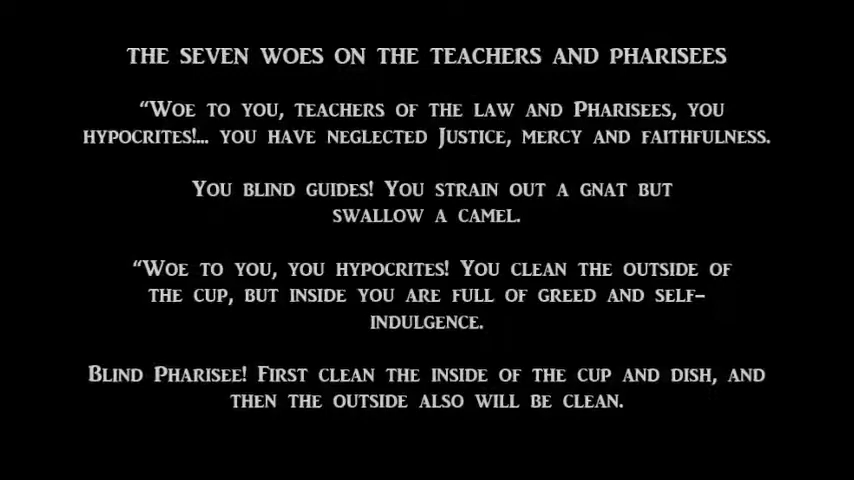 THE SEVEN WOES ON THE TEACHERS AND PHARISEES
“Woe to you, teachers of the law and Pharisees, you
hypocrites!... you have neglected Justice, mercy and faithfulness.
You blind guides! You strain out a gnat but
swallow a camel.
“Woe to you, you hypocrites! You clean the outside of
the cup, but inside you are full of greed and self-
indulgence.
Blind Pharisee! First clean the inside of the cup and dish, and
then the outside also will be clean.